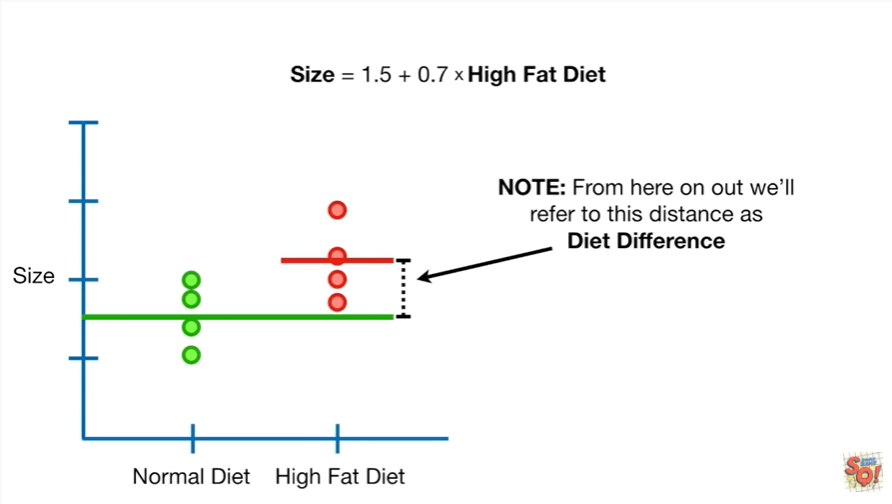 Size = 1.5 + 0.7 × High Fat Diet
NOTE: From here on out we'll
refer to this distance as
Diet Difference
Size
Normal Diet
High Fat Diet
SQ!